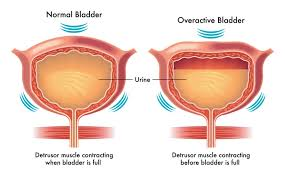 Normal Bladder
Overactive Bladder
Urine
Detrusor muscle contracting
when bladder is full
Detrusor muscle contracting
before bladder is full